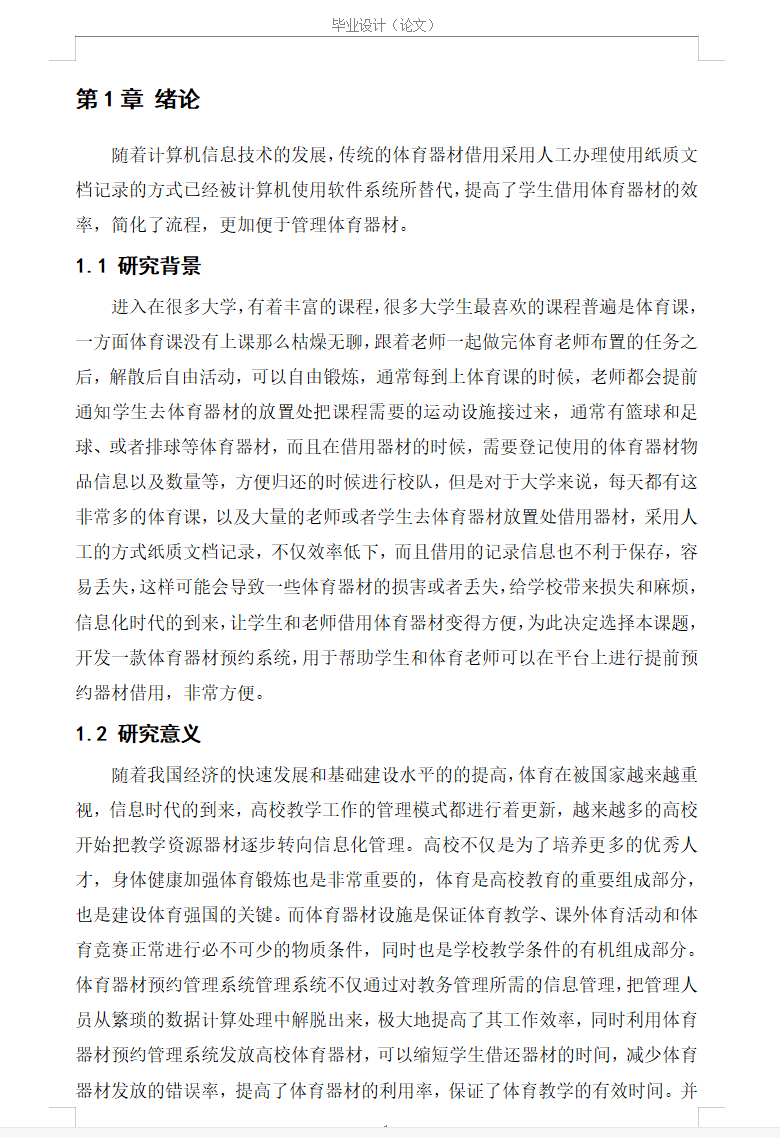 毕业设计（论文）
第1章 绪论
随着计算机信息技术的发展，传统的体育器材借用采用人工办理使用纸质文
档记录的方式已经被计算机使用软件系统所替代，提高了学生借用体育器材的效
率，简化了流程，更加便于管理体育器材。
1.1 研究背景
进入在很多大学，有着丰富的课程，很多大学生最喜欢的课程普遍是体育课，
一方面体育课没有上课那么枯燥无聊，跟着老师一起做完体育老师布置的任务之
后，解散后自由活动，可以自由锻炼，通常每到上体育课的时候，老师都会提前
通知学生去体育器材的放置处把课程需要的运动设施接过来，通常有篮球和足
球、或者排球等体育器材，而且在借用器材的时候，需要登记使用的体育器材物
品信息以及数量等，方便归还的时候进行校队，但是对于大学来说，每天都有这
非常多的体育课，以及大量的老师或者学生去体育器材放置处借用器材，采用人
工的方式纸质文档记录，不仅效率低下，而且借用的记录信息也不利于保存，容
易丢失，这样可能会导致一些体育器材的损害或者丢失，给学校带来损失和麻烦，
信息化时代的到来，让学生和老师借用体育器材变得方便，为此决定选择本课题，
开发一款体育器材预约系统，用于帮助学生和体育老师可以在平台上进行提前预
约器材借用，非常方便。
1.2 研究意义
随着我国经济的快速发展和基础建设水平的的提高，体育在被国家越来越重
视，信息时代的到来，高校教学工作的管理模式都进行着更新，越来越多的高校
开始把教学资源器材逐步转向信息化管理。高校不仅是为了培养更多的优秀人
才，身体健康加强体育锻炼也是非常重要的，体育是高校教育的重要组成部分，
也是建设体育强国的关键。而体育器材设施是保证体育教学、课外体育活动和体
育竞赛正常进行必不可少的物质条件，同时也是学校教学条件的有机组成部分。
体育器材预约管理系统管理系统不仅通过对教务管理所需的信息管理，把管理人
员从繁琐的数据计算处理中解脱出来，极大地提高了其工作效率，同时利用体育
器材预约管理系统发放高校体育器材，可以缩短学生借还器材的时间，减少体育
器材发放的错误率，提高了体育器材的利用率，保证了体育教学的有效时间。并